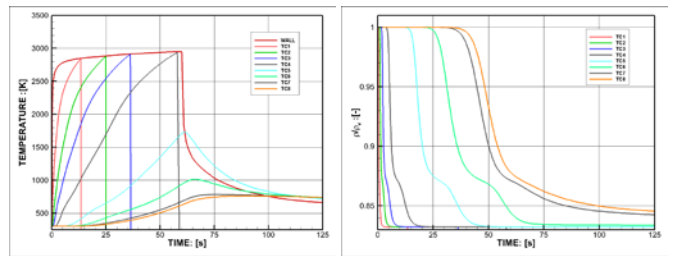 TEMPERATURE: [K]
3500
3000
2500
2000
1500
1000
500
WALL
TC1
TC2
TC3
TC4
TC5
TC6
TC7
TC8
0
25
50
75
100
125
TIME: [s]
ρ/ρᵥ: [-]
1
0.95
0.9
0.85
TC1
TC2
TC3
TC4
TC5
TC6
TC7
TC8
0
25
50
75
100
125
TIME: [s]